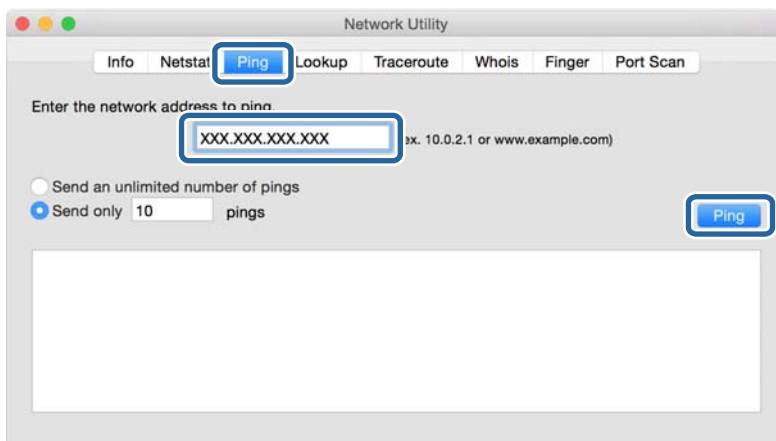 Network Utility
Info Netstat Ping Lookup Traceroute Whois Finger Port Scan
Enter the network address to ping.
XXX.XXX.XXX.XXX ex. 10.0.2.1 or www.example.com)
Send an unlimited number of pings
Send only 10 pings
Ping